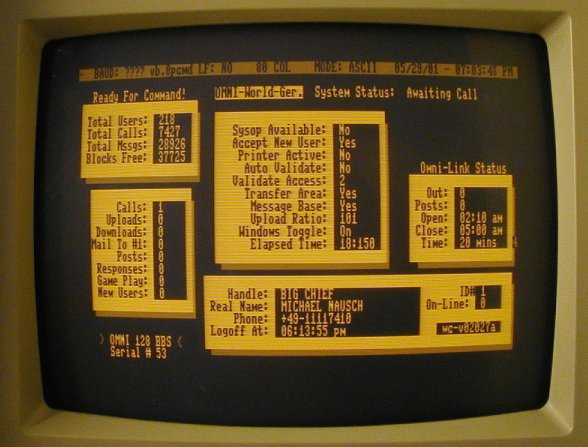 - BAUD: ???? vb.8pcmd LF: NO 80 COL MODE: ASCII 05/29/01 - 07:03:42 PM
Ready For Command! OMNI-World-Ger. System Status: Awaiting Call
Total Users: 218
Total Calls: 7427
Total Mssgs: 28926
Blocks Free: 37725
Calls: 1
Uploads: 0
Downloads: 0
Mail To #1: 0
Posts: 0
Responses: 0
Game Play: 0
New Users: 0
Sysop Available: No
Accept New User: Yes
Printer Active: No
Auto Validate: No
Validate Access: 2
Transfer Area: Yes
Message Base: Yes
Upload Ratio: 101
Windows Toggle: On
Elapsed Time: 18:150
Omni-Link Status
Out: 0
Posts: 0
Open: 02:10 am
Close: 05:00 am
Time: 20 mins
Handle: BIG CHIEF
Real Name: MICHAEL NAUSCH
Phone: +49-11117410
Logoff At: 06:13:55 pm
ID# 1
On-Line: 0
wc-v02827a
> OMNI 128 BBS <
Serial # 53